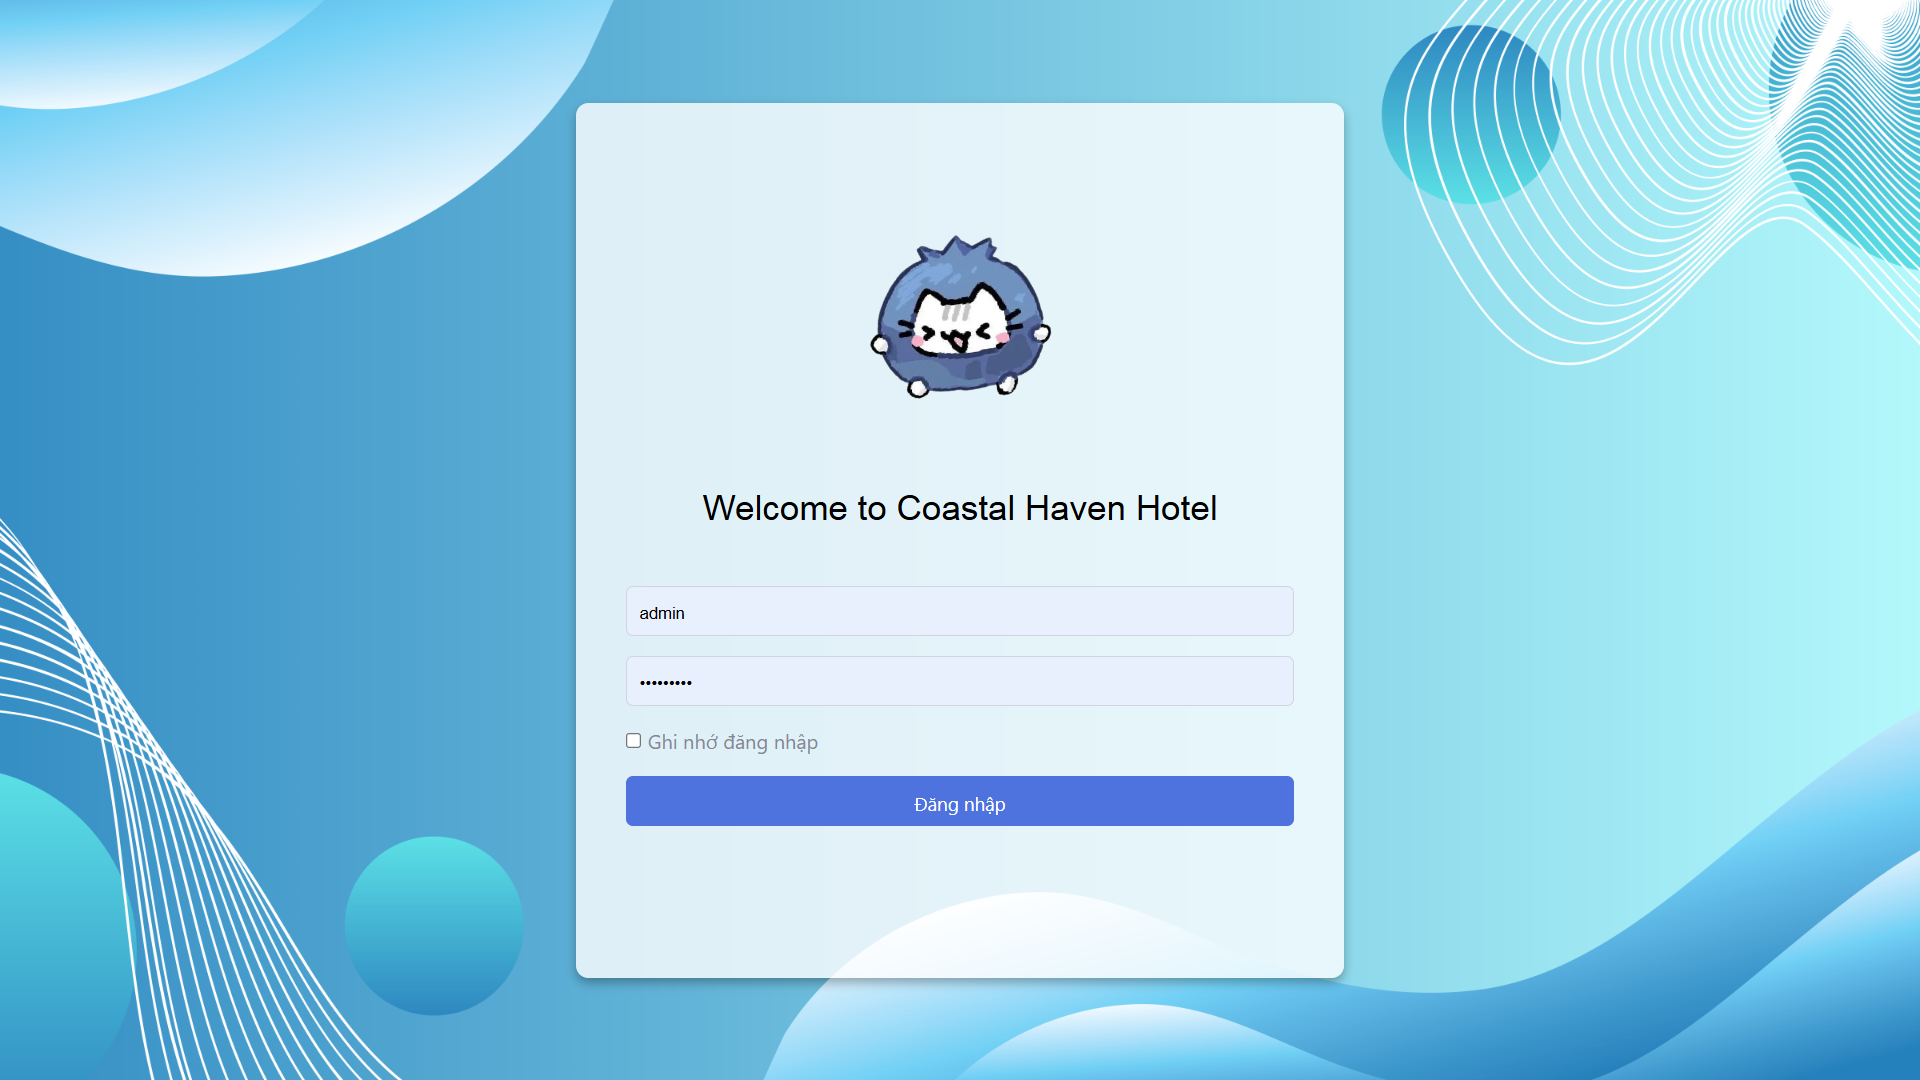 Welcome to Coastal Haven Hotel
admin
•••••••••
Ghi nhớ đăng nhập
Đăng nhập